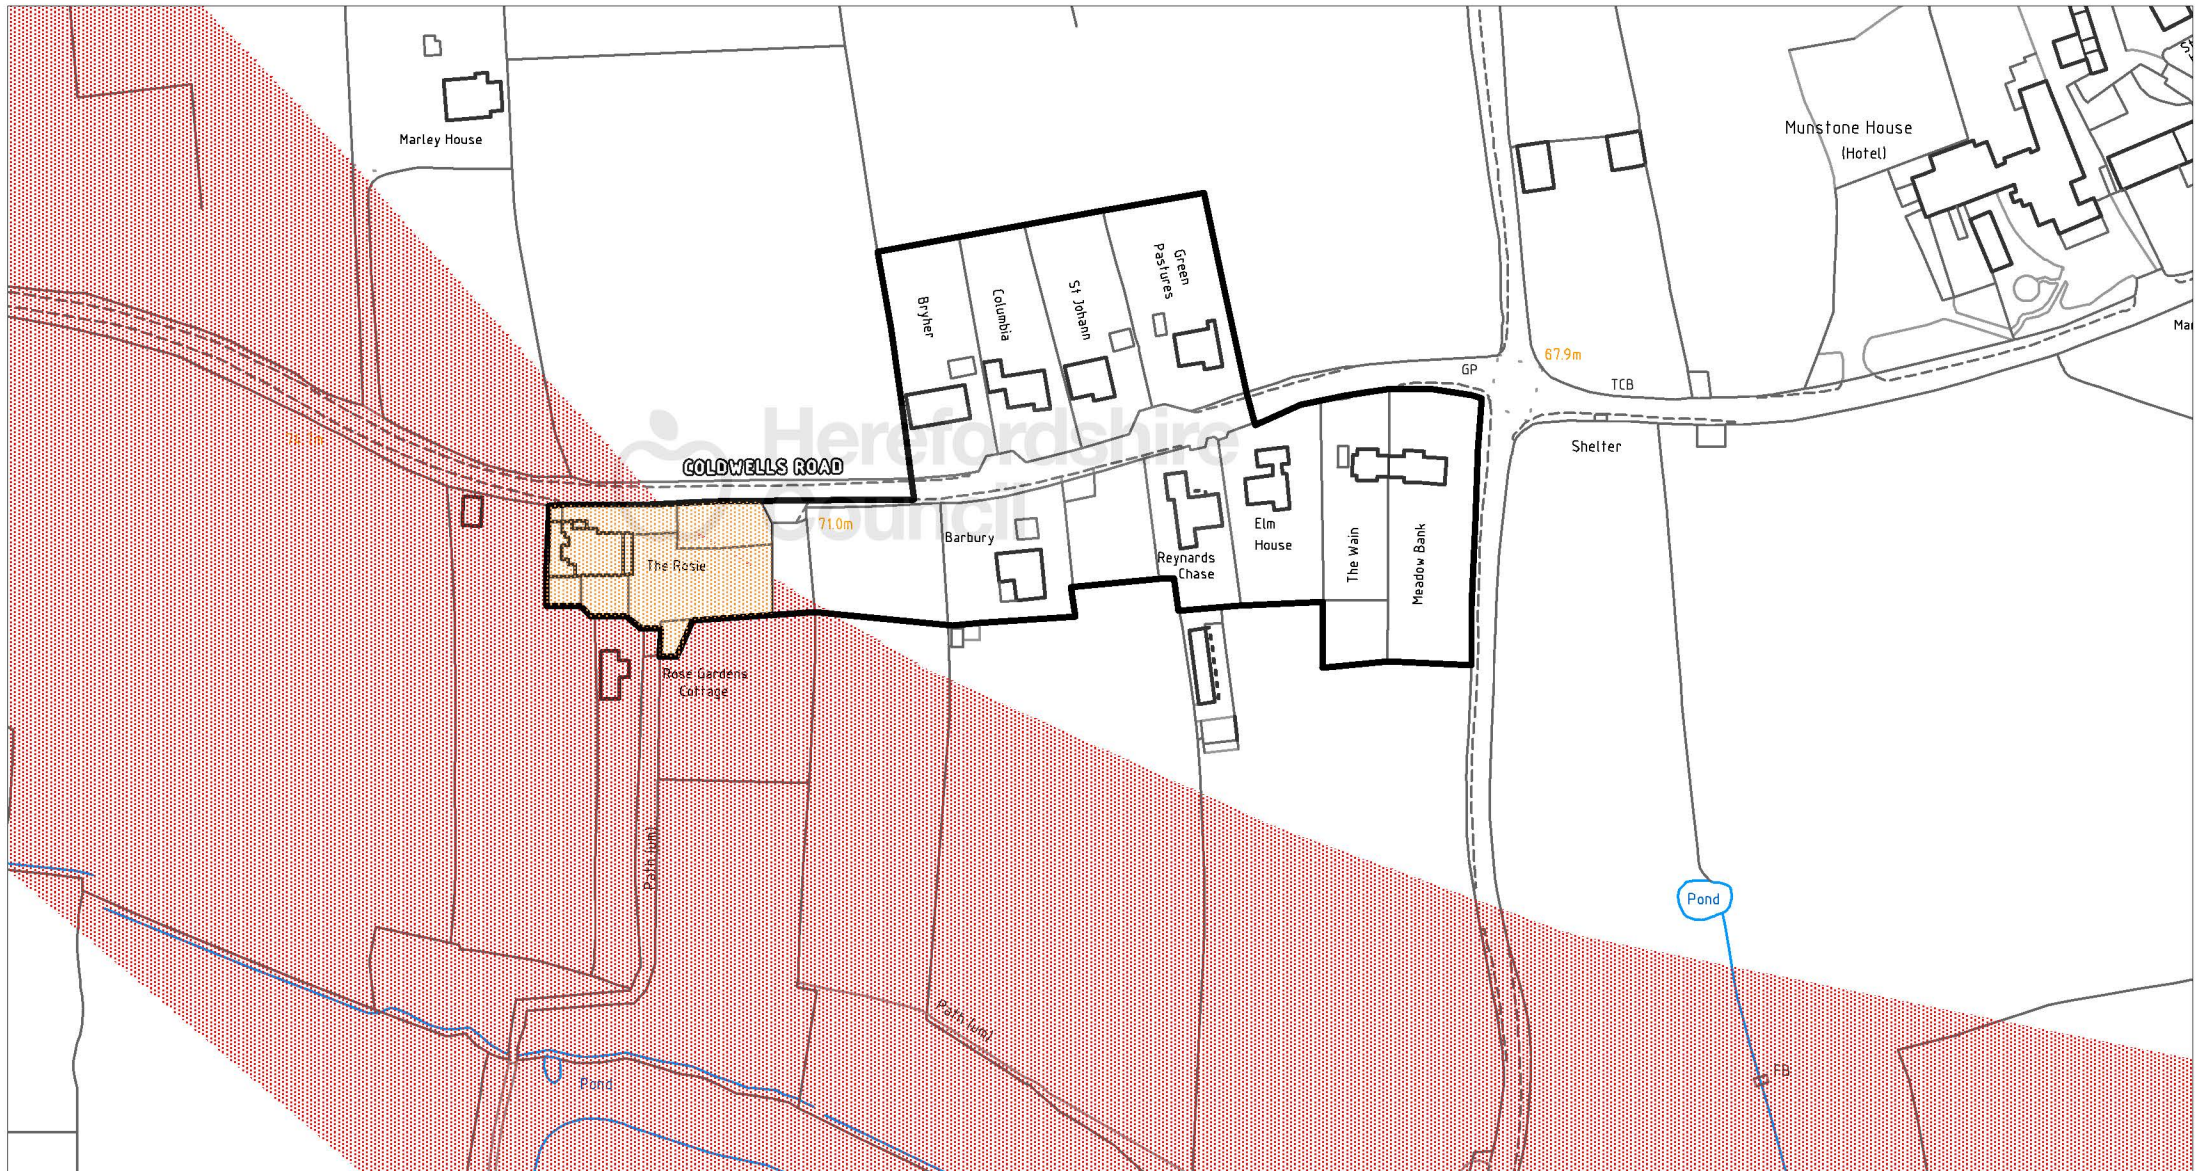 Marley House
Munstone House
(Hotel)
Green
Pastures
St Johann
Columbia
Bryher
67.9m
GP
TCB
Shelter
Herefordshire
Council
COLDWELLS ROAD
71.0m
Barbury
Elm
House
Reynards
Chase
The Wain
Meadow Bank
The Rosie
Rose Gardens
Cottage
Path (um)
Pond
Path (um)
FB
Pond